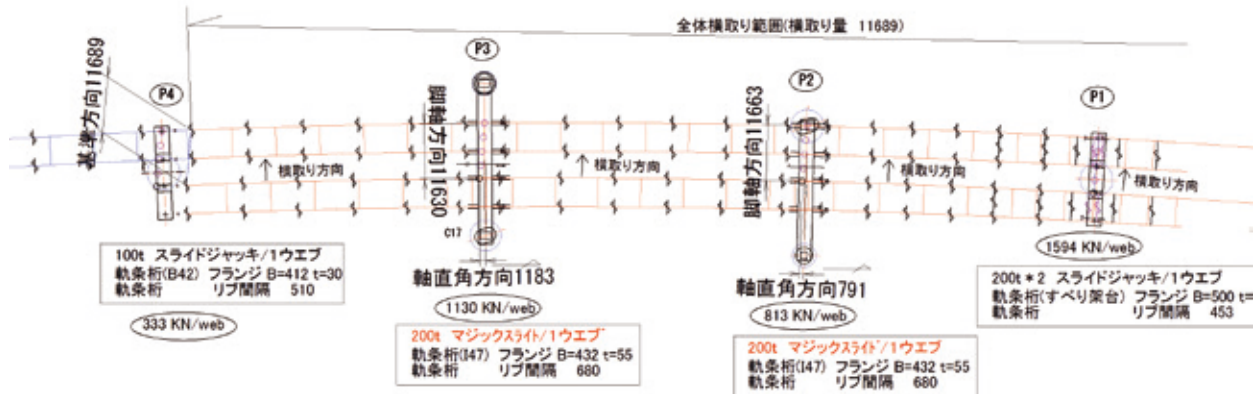 全体横取り範囲(横取り量 11689)
基準方向11689
P4
P3
P2
P1
脚軸方向11630
脚軸方向11663
横取り方向
横取り方向
横取り方向
横取り方向
C17
軸直角方向1183
軸直角方向791
100t スライドジャッキ/1ウエブ
軌条桁(B42) フランジ B=412 t=30
軌条桁 リブ間隔 510
333 KN/web
1130 KN/web
200t マジックスライト/1ウエブ
軌条桁(I47) フランジ B=432 t=55
軌条桁 リブ間隔 680
813 KN/web
200t マジックスライド/1ウエブ
軌条桁(I47) フランジ B=432 t=55
軌条桁 リブ間隔 680
1594 KN/web
200t*2 スライドジャッキ/1ウエブ
軌条桁(すべり架台) フランジ B=500 t=
軌条桁 リブ間隔 453